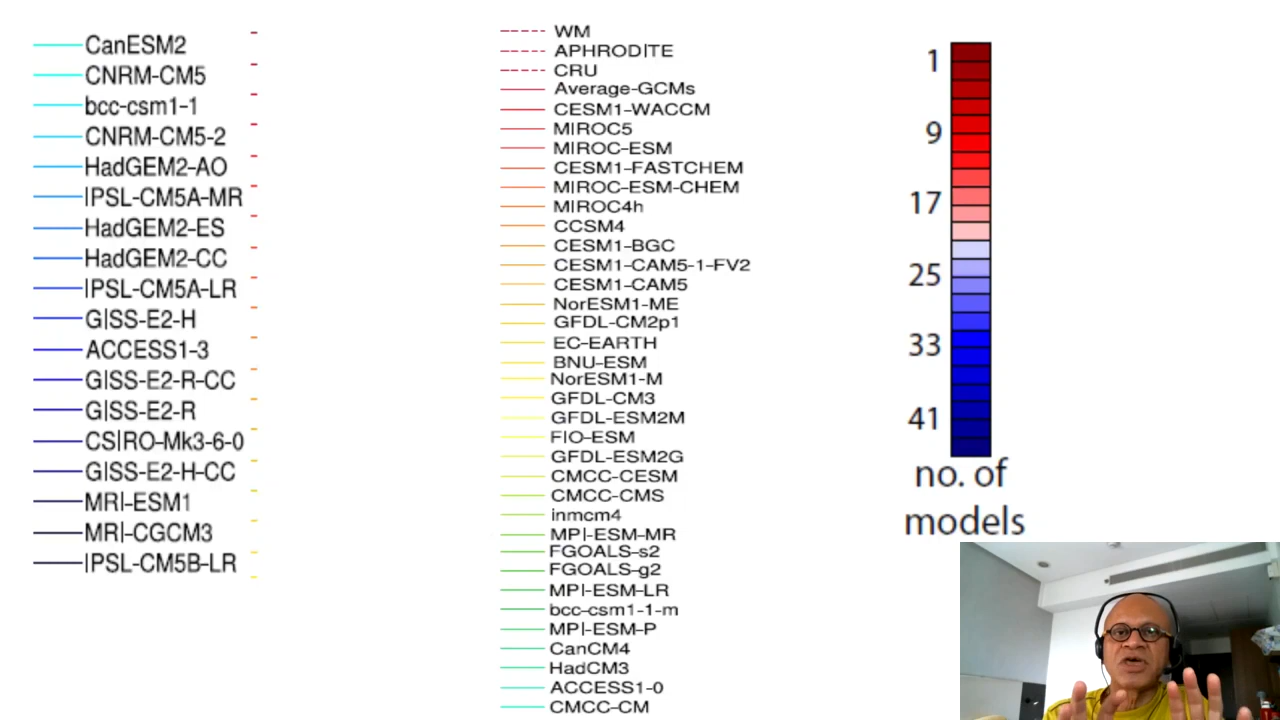 CanESM2
CNRM-CM5
bcc-csm1-1
CNRM-CM5-2
HadGEM2-AO
IPSL-CM5A-MR
HadGEM2-ES
HadGEM2-CC
IPSL-CM5A-LR
GISS-E2-H
ACCESS1-3
GISS-E2-R-CC
GISS-E2-R
CSIRO-Mk3-6-0
GISS-E2-H-CC
MRI-ESM1
MRI-CGCM3
IPSL-CM5B-LR
WM
APHRODITE
CRU
Average-GCMs
CESM1-WACCM
MIROC5
MIROC-ESM
CESM1-FASTCHEM
MIROC-ESM-CHEM
MIROC4h
CCSM4
CESM1-BGC
CESM1-CAM5-1-FV2
CESM1-CAM5
NorESM1-ME
GFDL-CM2p1
EC-EARTH
BNU-ESM
NorESM1-M
GFDL-CM3
GFDL-ESM2M
FIO-ESM
GFDL-ESM2G
CMCC-CESM
CMCC-CMS
inmcm4
MPI-ESM-MR
FGOALS-s2
FGOALS-g2
MPI-ESM-LR
bcc-csm1-1-m
MPI-ESM-P
CanCM4
HadCM3
ACCESS1-0
CMCC-CM
1
9
17
25
33
41
no. of
models